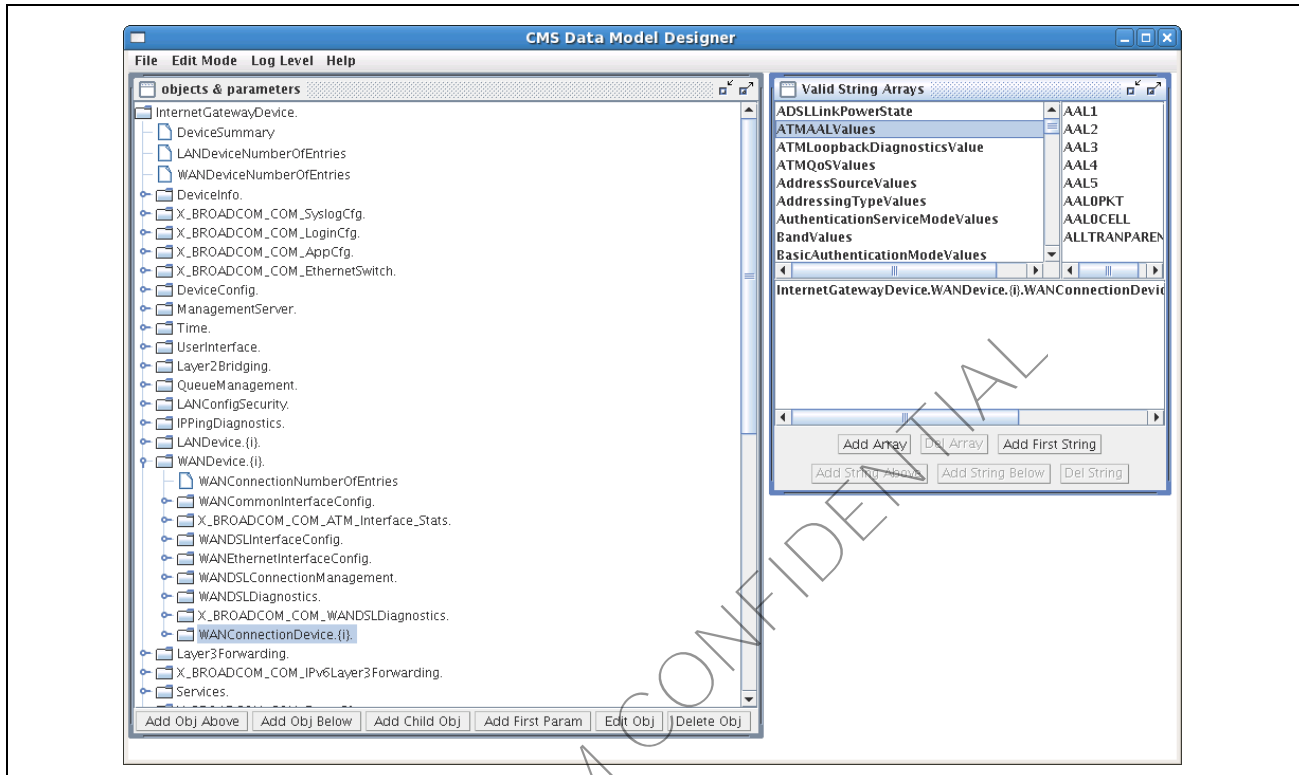 CMS Data Model Designer
File Edit Mode Log Level Help
objects & parameters
InternetGatewayDevice.
DeviceSummary
LANDeviceNumberOfEntries
WANDeviceNumberOfEntries
DeviceInfo.
X_BROADCOM_COM_SyslogCfg.
X_BROADCOM_COM_LoginCfg.
X_BROADCOM_COM_AppCfg.
X_BROADCOM_COM_EthernetSwitch.
DeviceConfig.
ManagementServer.
Time.
UserInterface.
Layer2Bridging.
QueueManagement.
LANConfigSecurity.
IPPingDiagnostics.
LANDevice.{i}.
WANDevice.{i}.
WANConnectionNumberOfEntries
WANCommonInterfaceConfig.
X_BROADCOM_COM_ATM_Interface_Stats.
WANDSLInterfaceConfig.
WANEthernetInterfaceConfig.
WANDSLConnectionManagement.
WANDSLDiagnostics.
X_BROADCOM_COM_WANDSLDiagnostics.
WANConnectionDevice.{i}.
Layer3Forwarding.
X_BROADCOM_COM_IPv6Layer3Forwarding.
Services.
Add Obj Above Add Obj Below Add Child Obj Add First Param Edit Obj Delete Obj
Valid String Arrays
ADSLLinkPowerState
ATMAALValues
ATMLoopbackDiagnosticsValue
ATMQoSValues
AddressSourceValues
AddressingTypeValues
AuthenticationServiceModeValues
BandValues
BasicAuthenticationModeValues
AAL1
AAL2
AAL3
AAL4
AAL5
AAL0PKT
AAL0CELL
ALLTRANPAREN
InternetGatewayDevice.WANDevice.{i}.WANConnectionDevic
Add Array Del Array Add First String
Add String Above Add String Below Del String
M CONFIDENTIAL